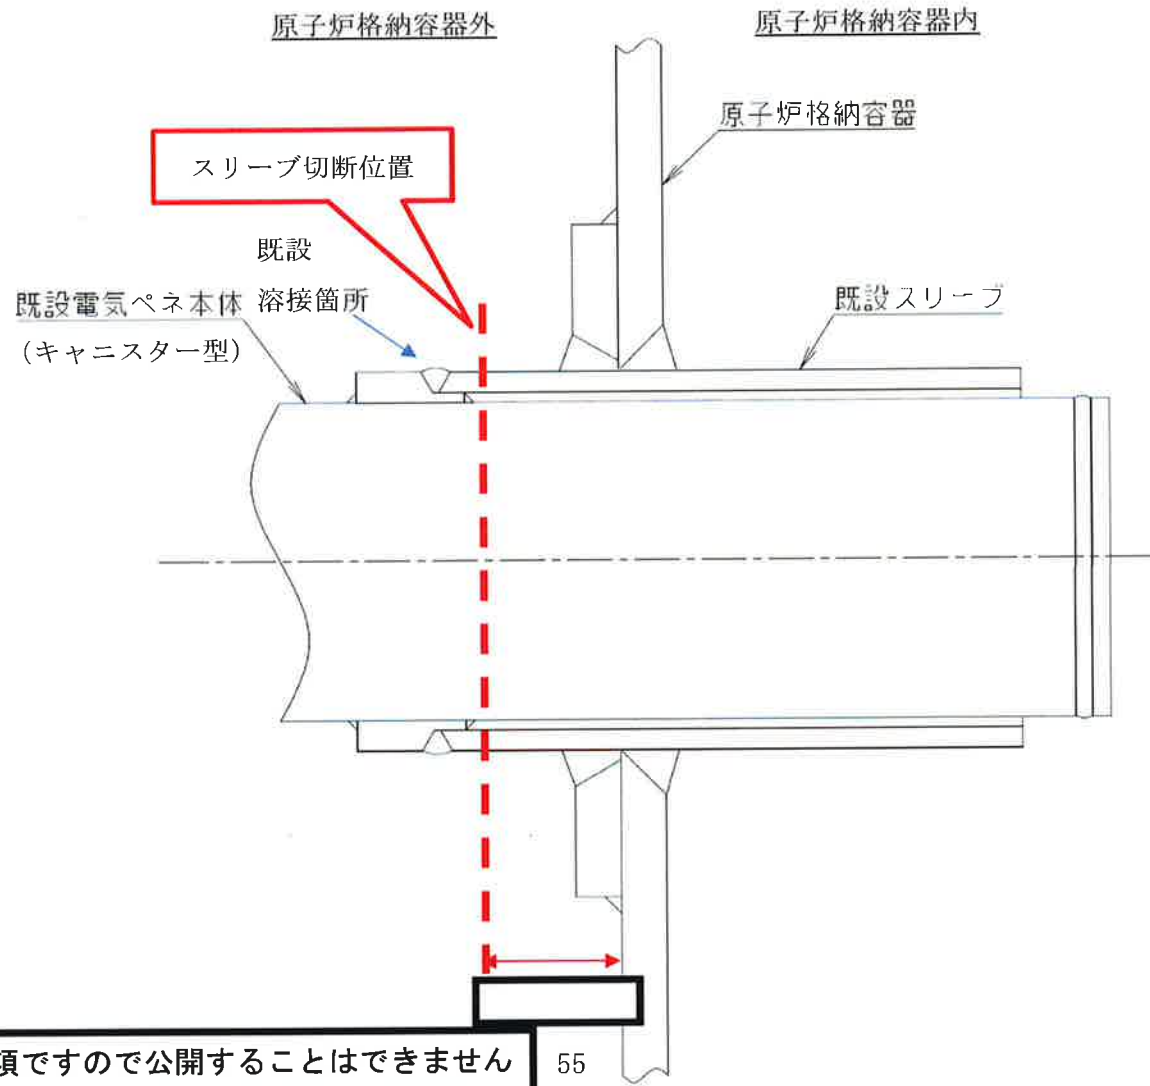 原子炉格納容器外
原子炉格納容器内
原子炉格納容器
スリーブ切断位置
既設
溶接箇所
既設電気ペネ本体
(キャニスター型)
既設スリーブ
項ですので公開することはできません
55